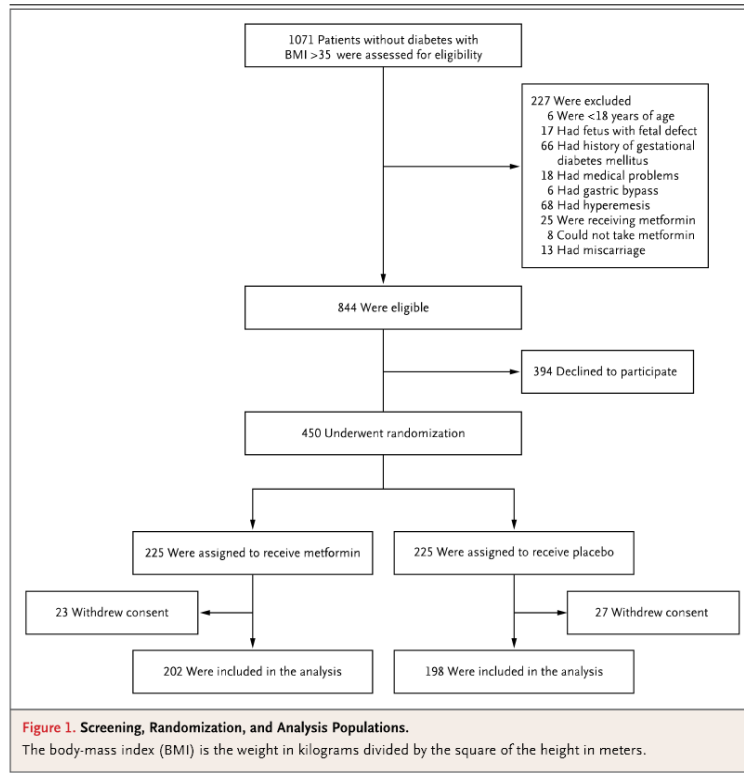 1071 Patients without diabetes with
BMI >35 were assessed for eligibility
227 Were excluded
6 Were <18 years of age
17 Had fetus with fetal defect
66 Had history of gestational
diabetes mellitus
18 Had medical problems
6 Had gastric bypass
68 Had hyperemesis
25 Were receiving metformin
8 Could not take metformin
13 Had miscarriage
844 Were eligible
394 Declined to participate
450 Underwent randomization
225 Were assigned to receive metformin
225 Were assigned to receive placebo
23 Withdrew consent
27 Withdrew consent
202 Were included in the analysis
198 Were included in the analysis
Figure 1. Screening, Randomization, and Analysis Populations.
The body-mass index (BMI) is the weight in kilograms divided by the square of the height in meters.